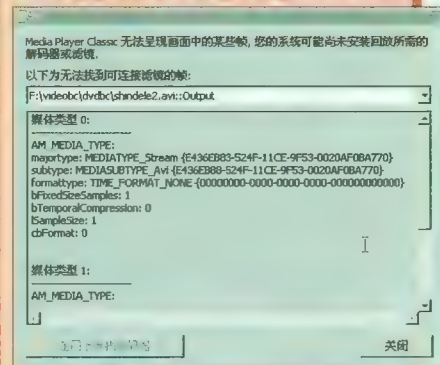 Media Player Classic 无法呈现画面中的某些帧, 您的系统可能尚未安装回放所需的
解码器或滤镜.
以下为无法找到可连接滤镜的帧:
F:\videobc\dvdbc\shindele2.avi::Output
媒体类型 0:
--------------------------
AM_MEDIA_TYPE:
majortype: MEDIATYPE_Stream {E436EB83-524F-11CE-9F53-0020AF0BA770}
subtype: MEDIASUBTYPE_Avi {E436EB88-524F-11CE-9F53-0020AF0BA770}
formattype: TIME_FORMAT_NONE {00000000-0000-0000-0000-000000000000}
bFixedSizeSamples: 1
bTemporalCompression: 0
lSampleSize: 1
cbFormat: 0
媒体类型 1:
--------------------------
AM_MEDIA_TYPE:
关闭